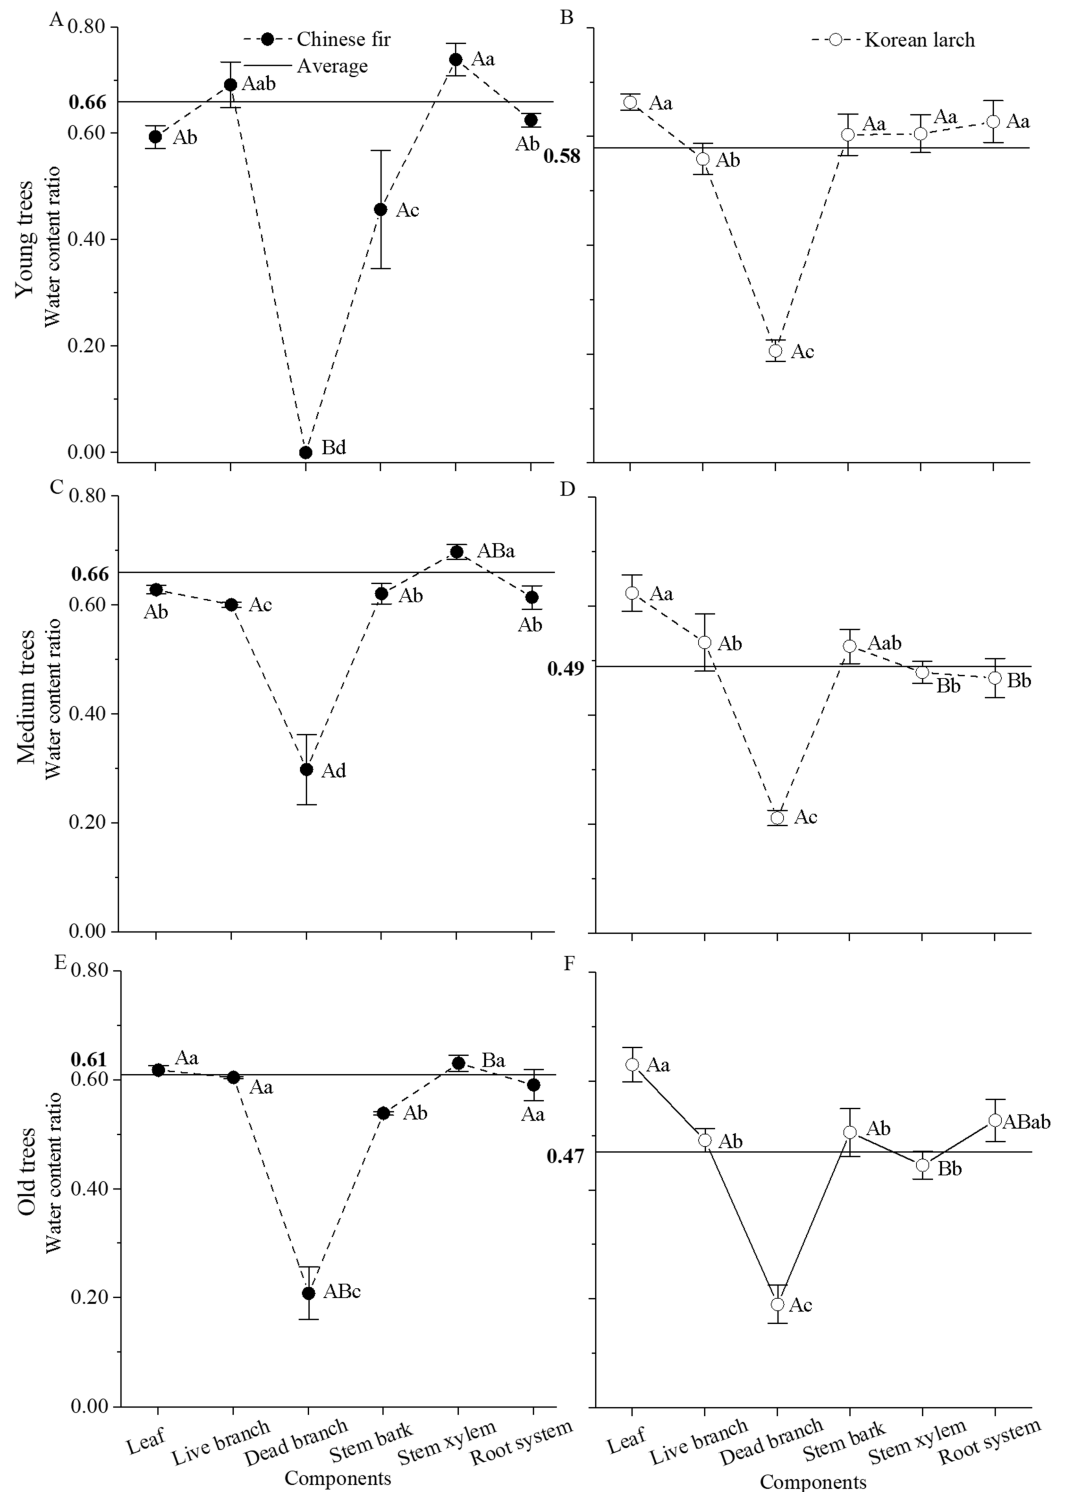 A
0.80
Chinese fir
Average
Aab
Aa
0.66
0.60
Ab
Ab
Ac
0.40
0.20
0.00
Bd
Young trees
Water content ratio
B
Korean larch
Aa
Ab
0.58
Aa
Aa
Aa
Ac
C
0.80
ABa
0.66
0.60
Ab
Ac
Ab
Ab
0.40
Ad
0.20
0.00
Medium trees
Water content ratio
D
Aa
Ab
Aab
0.49
Bb
Bb
Ac
E
0.80
0.61
Aa
Aa
Ba
0.60
Ab
Aa
0.40
0.20
ABc
0.00
Old trees
Water content ratio
Leaf
Live branch
Dead branch
Stem bark
Stem xylem
Root system
Components
F
Aa
Ab
Ab
ABab
0.47
Bb
Ac
Leaf
Live branch
Dead branch
Stem bark
Stem xylem
Root system
Components